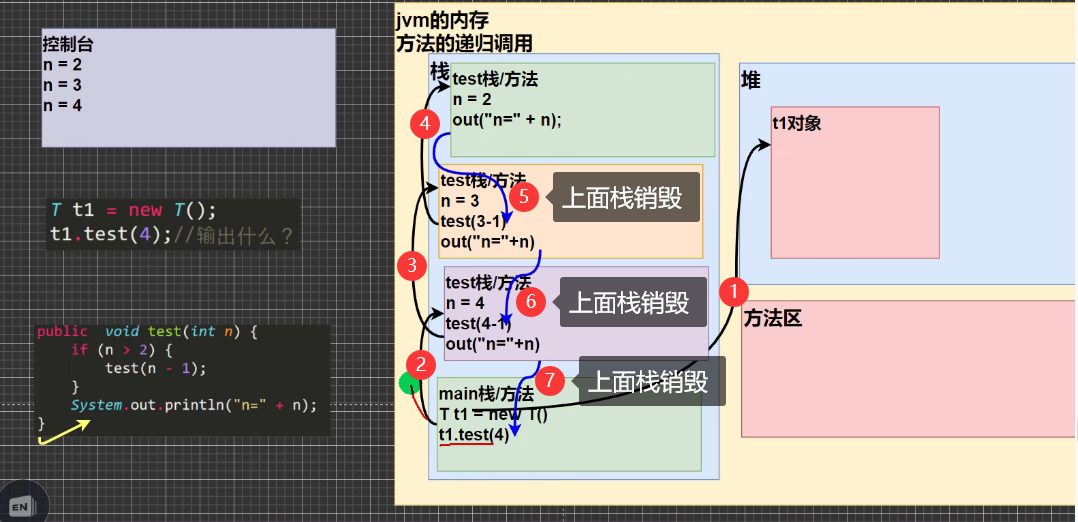 控制台
n = 2
n = 3
n = 4
T t1 = new T();
t1.test(4);//输出什么？
public void test(int n) {
if (n > 2) {
test(n - 1);
}
System.out.println("n=" + n);
}
EN
jvm的内存
方法的递归调用
栈
test栈/方法
n = 2
out("n=" + n);
4
test栈/方法
n = 3
test(3-1)
out("n="+n)
5
上面栈销毁
3
test栈/方法
n = 4
test(4-1)
out("n="+n)
6
上面栈销毁
2
main栈/方法
T t1 = new T()
t1.test(4)
7
上面栈销毁
1
堆
t1对象
方法区